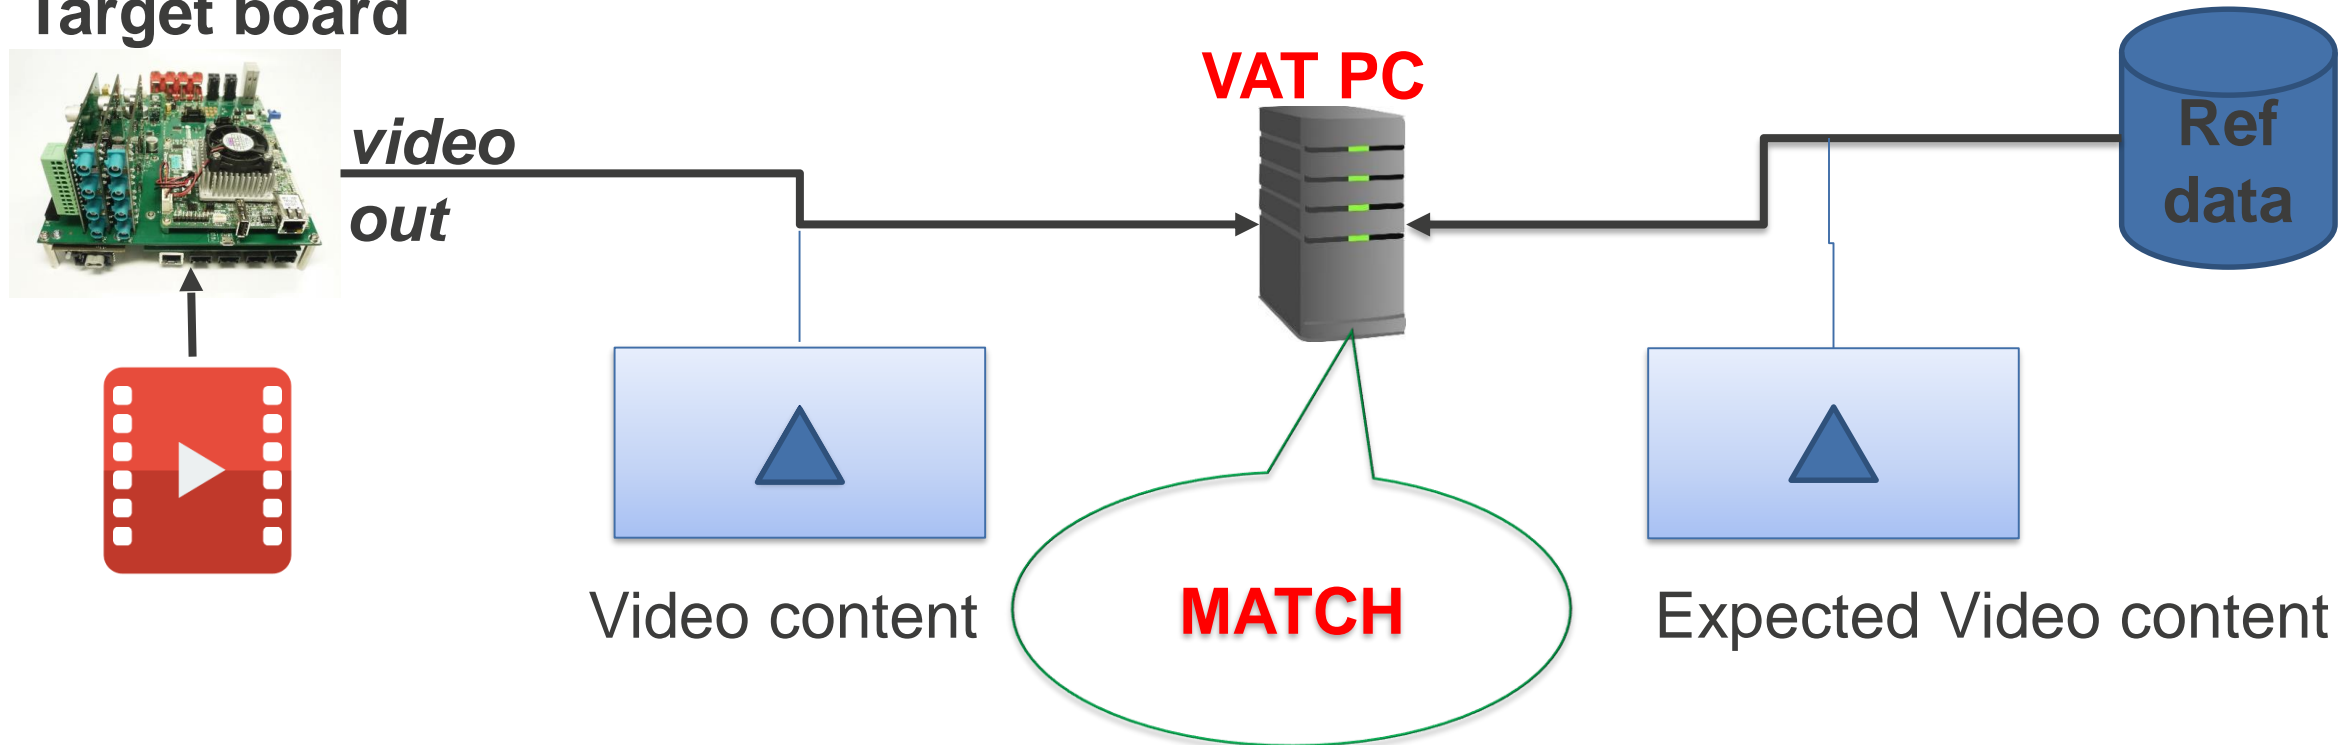 Target board
VAT PC
video
out
Ref
data
Video content
MATCH
Expected Video content